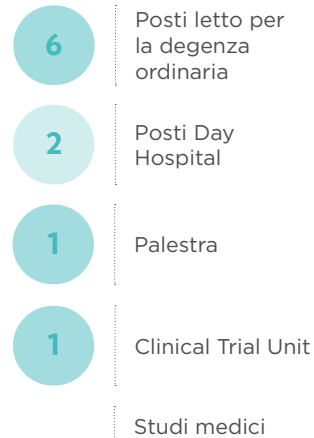 6
Posti letto per
la degenza
ordinaria
2
Posti Day
Hospital
1
Palestra
1
Clinical Trial Unit
Studi medici